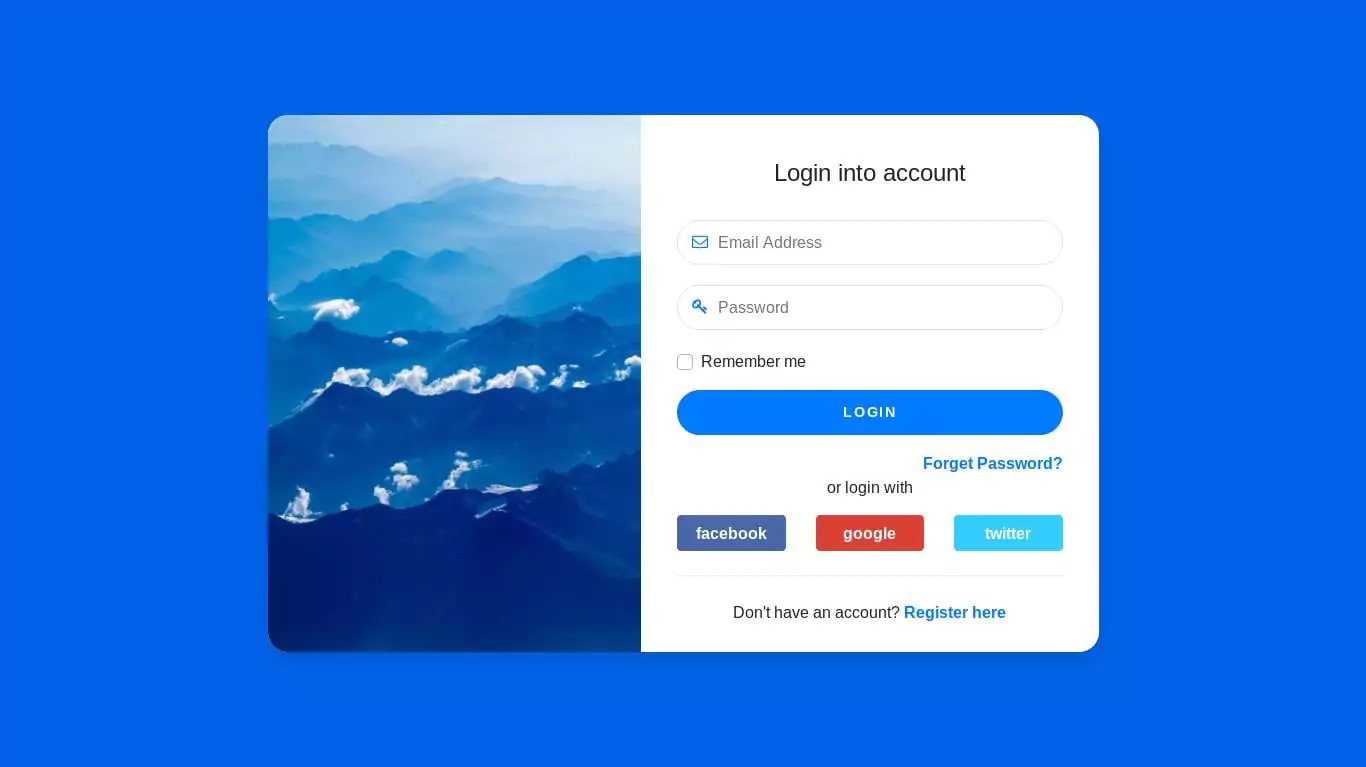 Login into account
Email Address
Password
Remember me
LOGIN
Forget Password?
or login with
facebook google twitter
Don't have an account? Register here